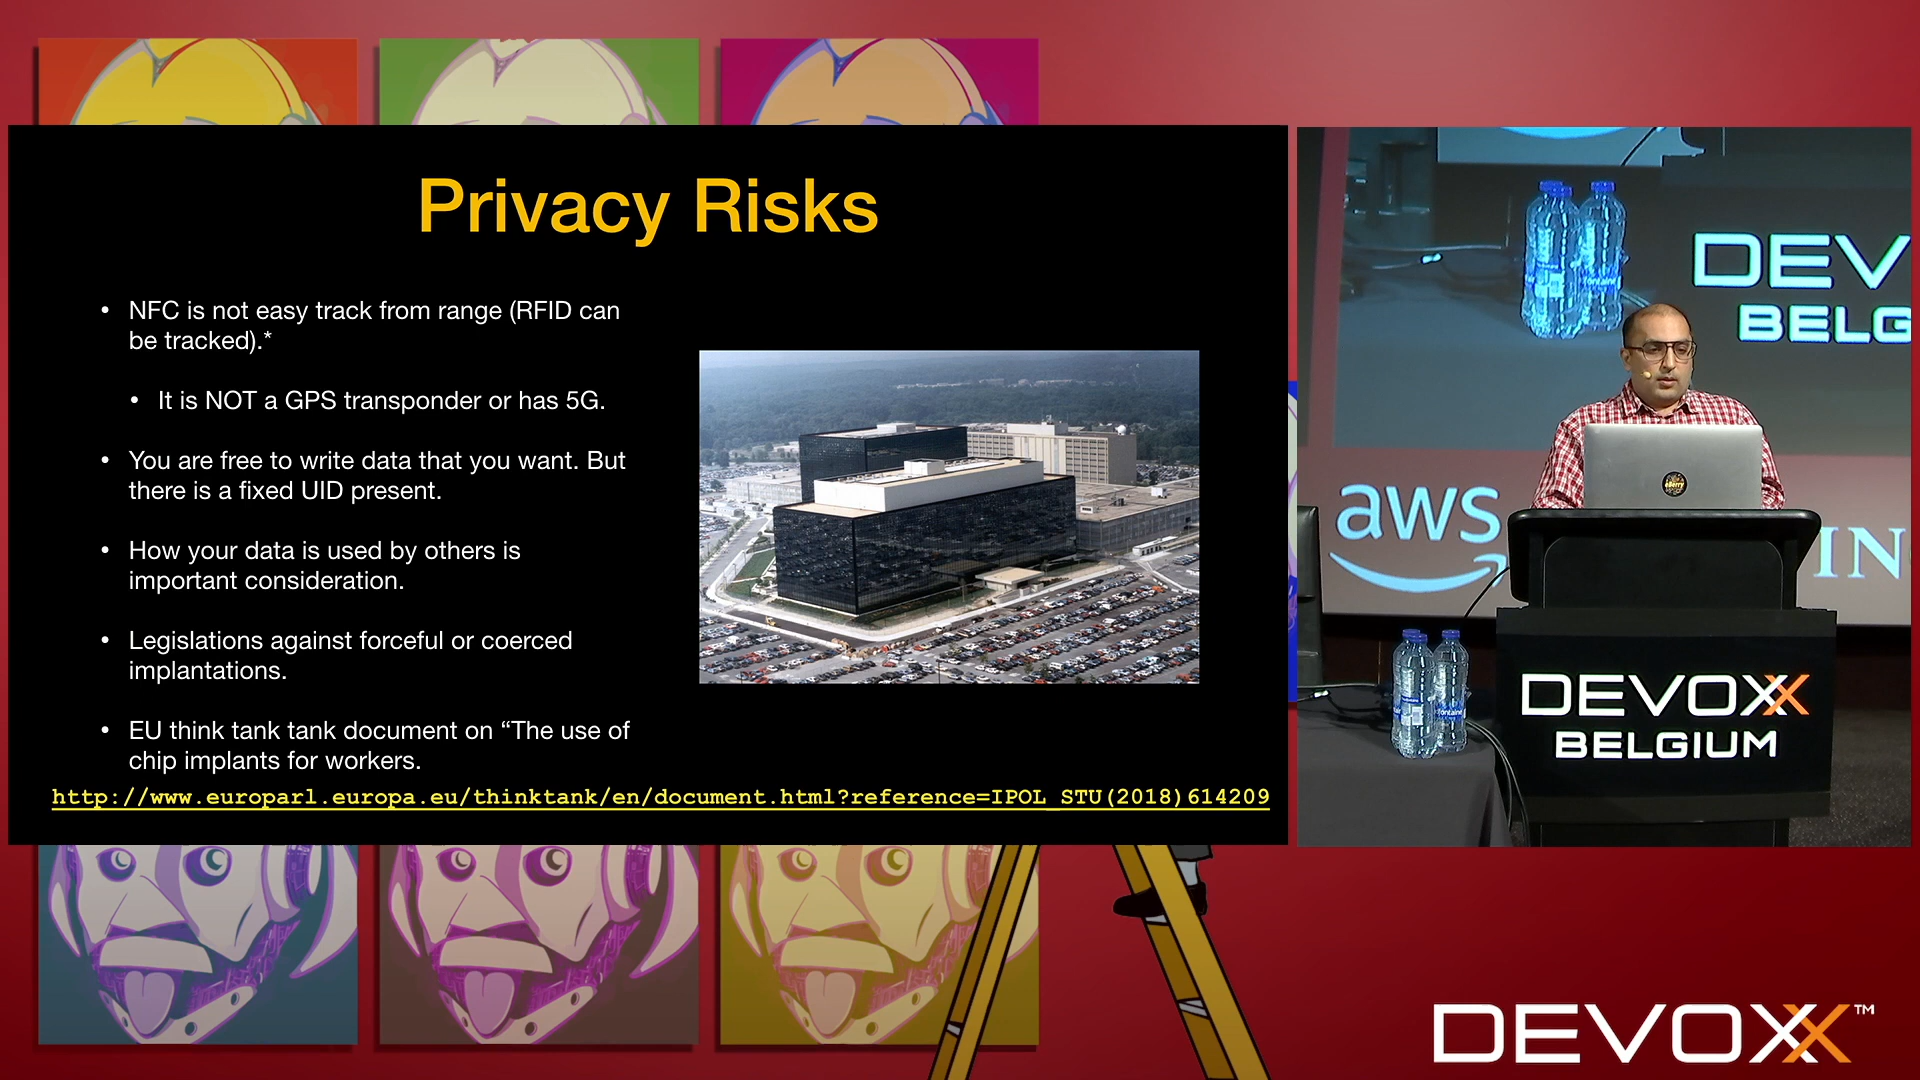 Privacy Risks
• NFC is not easy track from range (RFID can
be tracked).*
• It is NOT a GPS transponder or has 5G.
• You are free to write data that you want. But
there is a fixed UID present.
• How your data is used by others is
important consideration.
• Legislations against forceful or coerced
implantations.
• EU think tank tank document on “The use of
chip implants for workers.
http://www.europarl.europa.eu/thinktank/en/document.html?reference=IPOL_STU(2018)614209
DEV
BELG
aws
IN
DEVOXX
BELGIUM
DEVOXX™